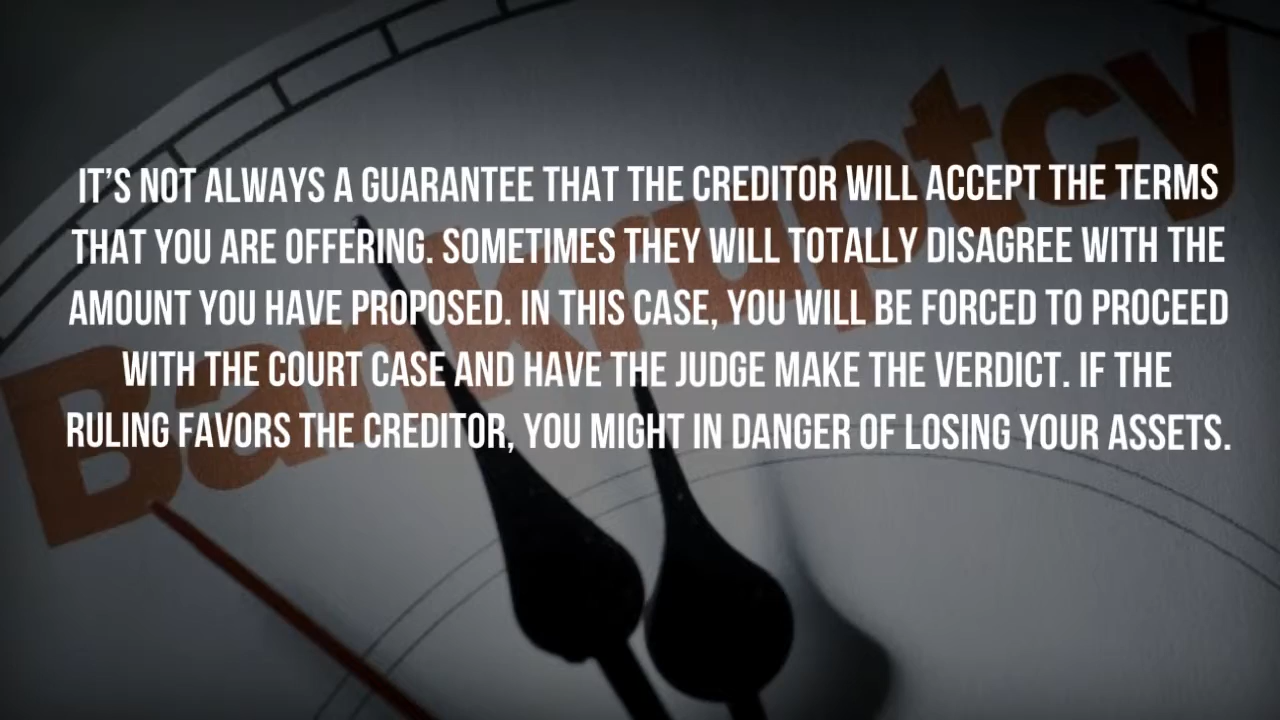 Bankruptcy
IT'S NOT ALWAYS A GUARANTEE THAT THE CREDITOR WILL ACCEPT THE TERMS
THAT YOU ARE OFFERING. SOMETIMES THEY WILL TOTALLY DISAGREE WITH THE
AMOUNT YOU HAVE PROPOSED. IN THIS CASE, YOU WILL BE FORCED TO PROCEED
WITH THE COURT CASE AND HAVE THE JUDGE MAKE THE VERDICT. IF THE
RULING FAVORS THE CREDITOR, YOU MIGHT IN DANGER OF LOSING YOUR ASSETS.